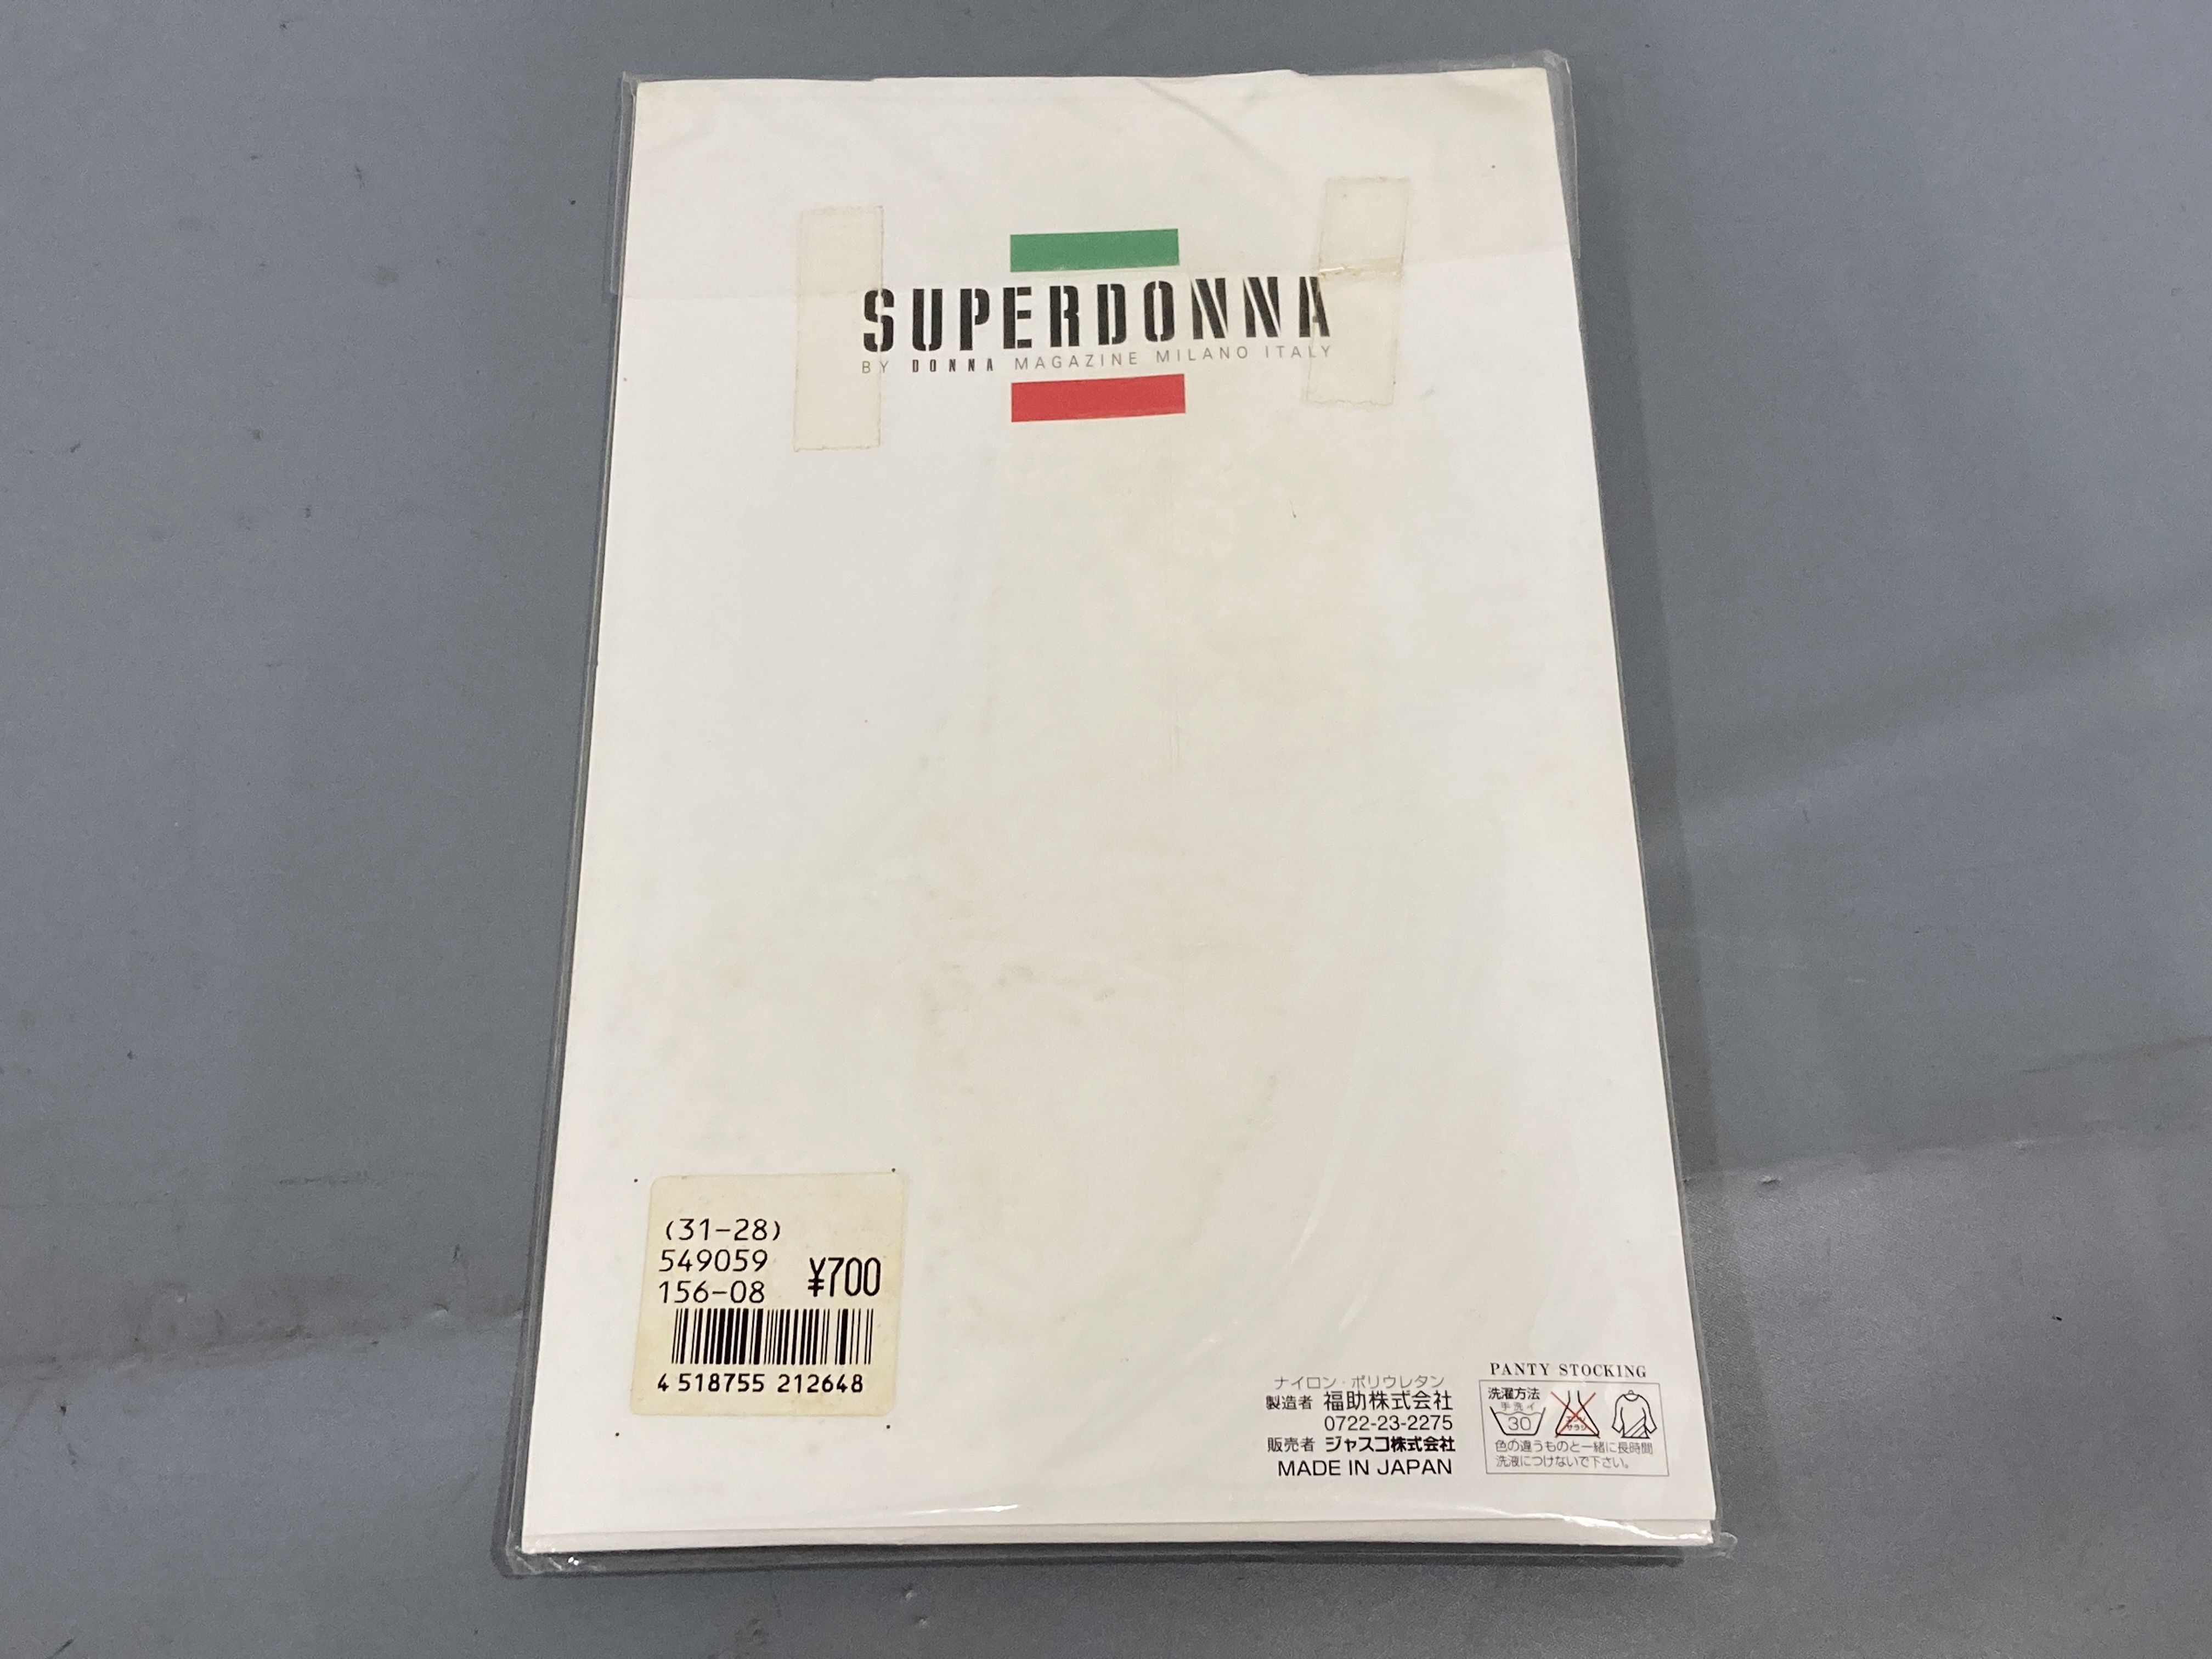 SUPERDONNA
BY DONNA MAGAZINE MILANO ITALY
(31-28)
549059
156-08 ¥700
4 518755 212648
ナイロン・ポリウレタン
製造者 福助株式会社
0722-23-2275
販売者 ジャスコ株式会社
MADE IN JAPAN
PANTY STOCKING
洗濯方法
手洗イ
30
色の違うものと一緒に長時間
洗液につけないで下さい。